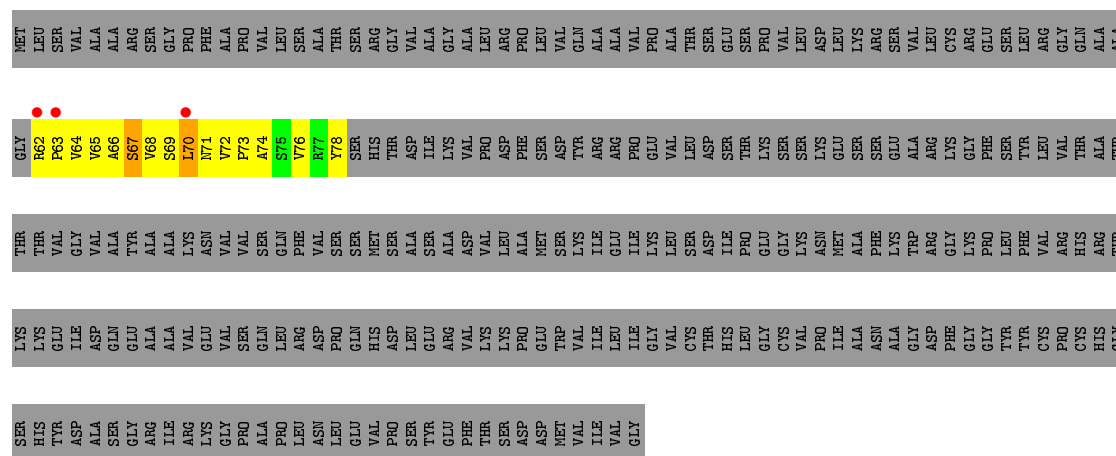 MET LEU SER VAL ALA ALA ARG SER GLY PRO PHE ALA PRO VAL LEU SER ALA THR SER ARG GLY VAL ALA GLY ALA LEU ARG PRO LEU VAL GLN ALA ALA VAL PRO ALA THR SER GLU SER PRO VAL LEU ASP LEU LYS ARG SER VAL LEU CYS ARG GLU SER LEU ARG GLY GLN ALA ALA
GLY R62 P63 V64 V65 A66 S67 V68 S69 L70 N71 V72 P73 A74 S75 V76 R77 Y78 SER HIS THR ASP ILE LYS VAL PRO ASP PHE SER ASP TYR ARG ARG PRO GLU VAL LEU ASP SER THR LYS SER SER LYS GLU SER SER GLU ALA ARG LYS GLY PHE SER TYR LEU VAL THR ALA THR
THR THR VAL GLY VAL ALA TYR ALA ALA LYS ASN VAL VAL SER GLN PHE VAL SER SER MET SER ALA SER ALA ASP VAL LEU ALA MET SER LYS ILE GLU ILE LYS LEU SER ASP ILE PRO GLU GLY LYS ASN MET ALA PHE LYS TRP ARG GLY LYS PRO LEU PHE VAL ARG HIS ARG THR
LYS LYS GLU ILE ASP GLN GLU ALA ALA VAL GLU VAL SER GLN LEU ARG ASP PRO GLN HIS ASP LEU GLU ARG VAL LYS LYS PRO GLU TRP VAL ILE LEU ILE GLY VAL CYS THR HIS LEU GLY CYS VAL PRO ILE ALA ASN ALA GLY ASP PHE GLY GLY TYR TYR CYS PRO CYS HIS GLY
SER HIS TYR ASP ALA SER GLY ARG ILE ARG LYS GLY PRO ALA PRO LEU ASN LEU GLU VAL PRO SER TYR GLU PHE THR SER ASP ASP MET VAL ILE VAL GLY